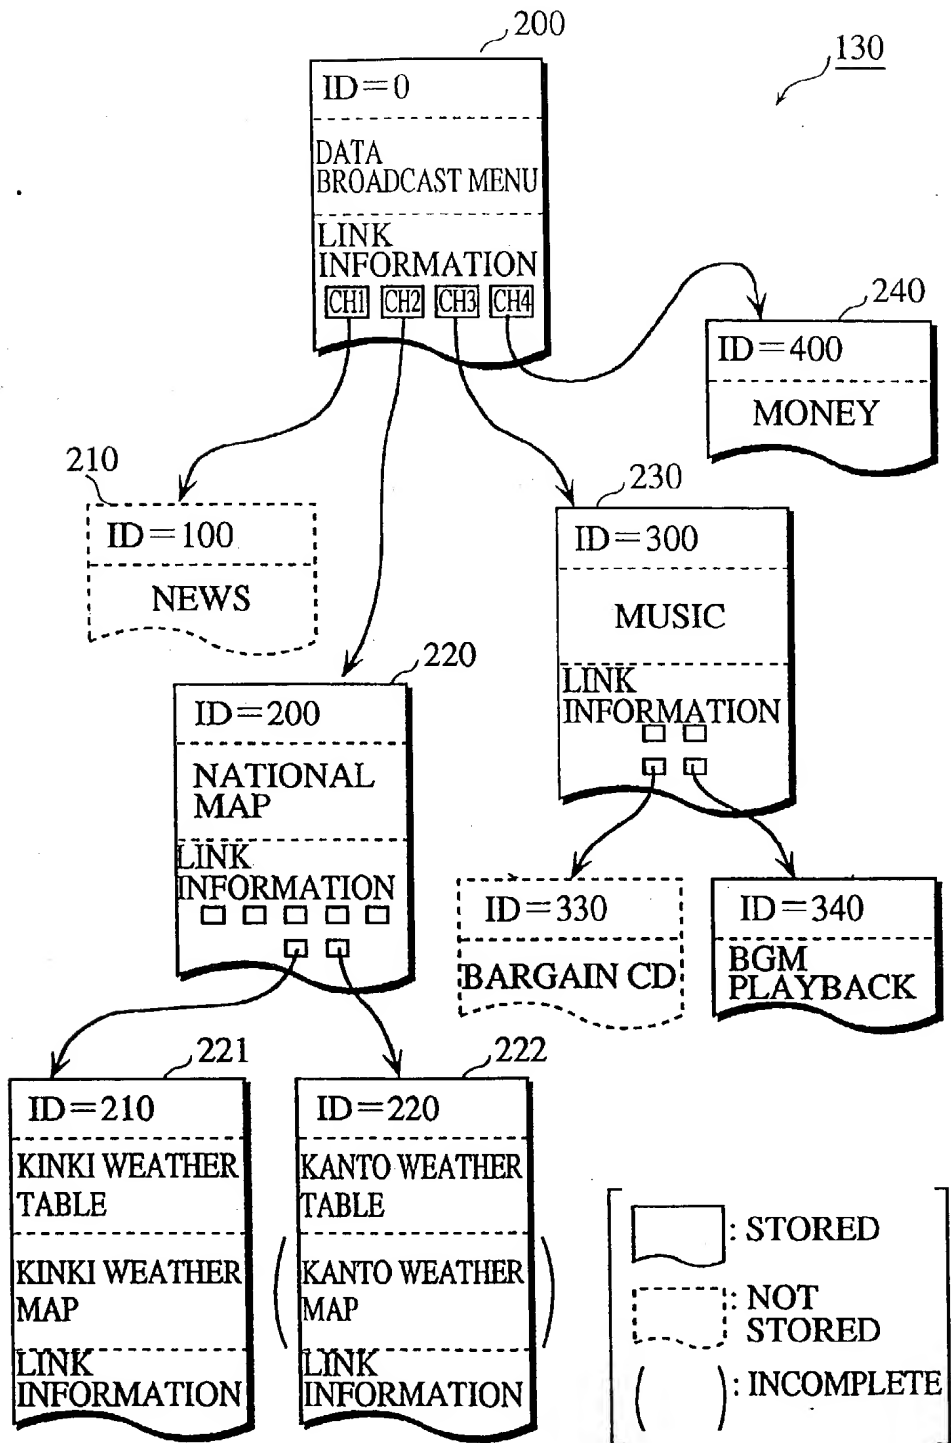 200
130
ID=0
DATA
BROADCAST MENU
LINK
INFORMATION
CH1 CH2 CH3 CH4
240
ID=400
MONEY
210
ID=100
NEWS
230
ID=300
MUSIC
LINK
INFORMATION
220
ID=200
NATIONAL
MAP
LINK
INFORMATION
ID=330
BARGAIN CD
ID=340
BGM
PLAYBACK
221
ID=210
KINKI WEATHER
TABLE
KINKI WEATHER
MAP
LINK
INFORMATION
222
ID=220
KANTO WEATHER
TABLE
KANTO WEATHER
MAP
LINK
INFORMATION
: STORED
: NOT
STORED
( ) : INCOMPLETE